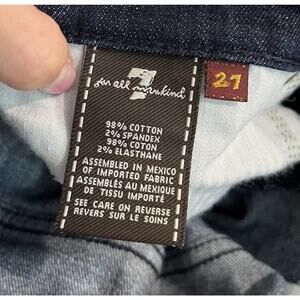 7
for all mankind
27
98% COTTON
2% SPANDEX
98% COTON
2% ELASTHANE
ASSEMBLED IN MEXICO
OF IMPORTED FABRIC
ASSEMBLÉS AU MEXIQUE
DE TISSU IMPORTÉ
SEE CARE ON REVERSE
REVERS SUR LE SOINS